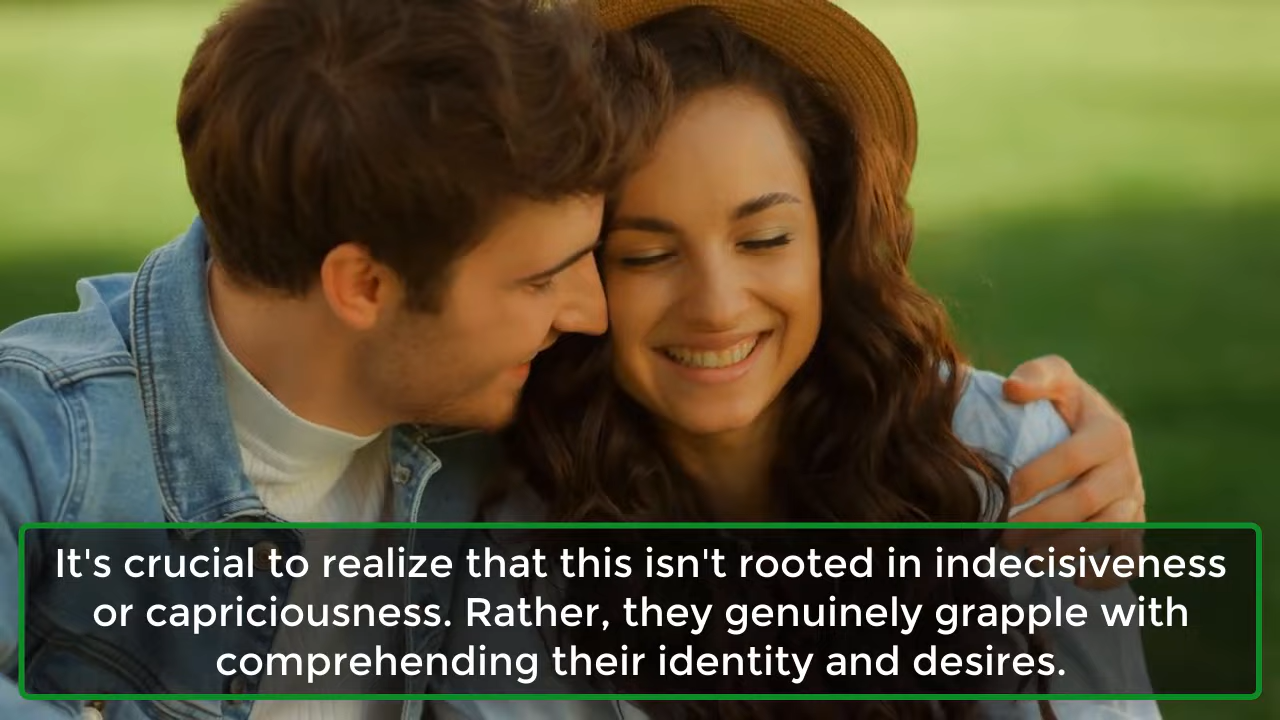 It's crucial to realize that this isn't rooted in indecisiveness
or capriciousness. Rather, they genuinely grapple with
comprehending their identity and desires.